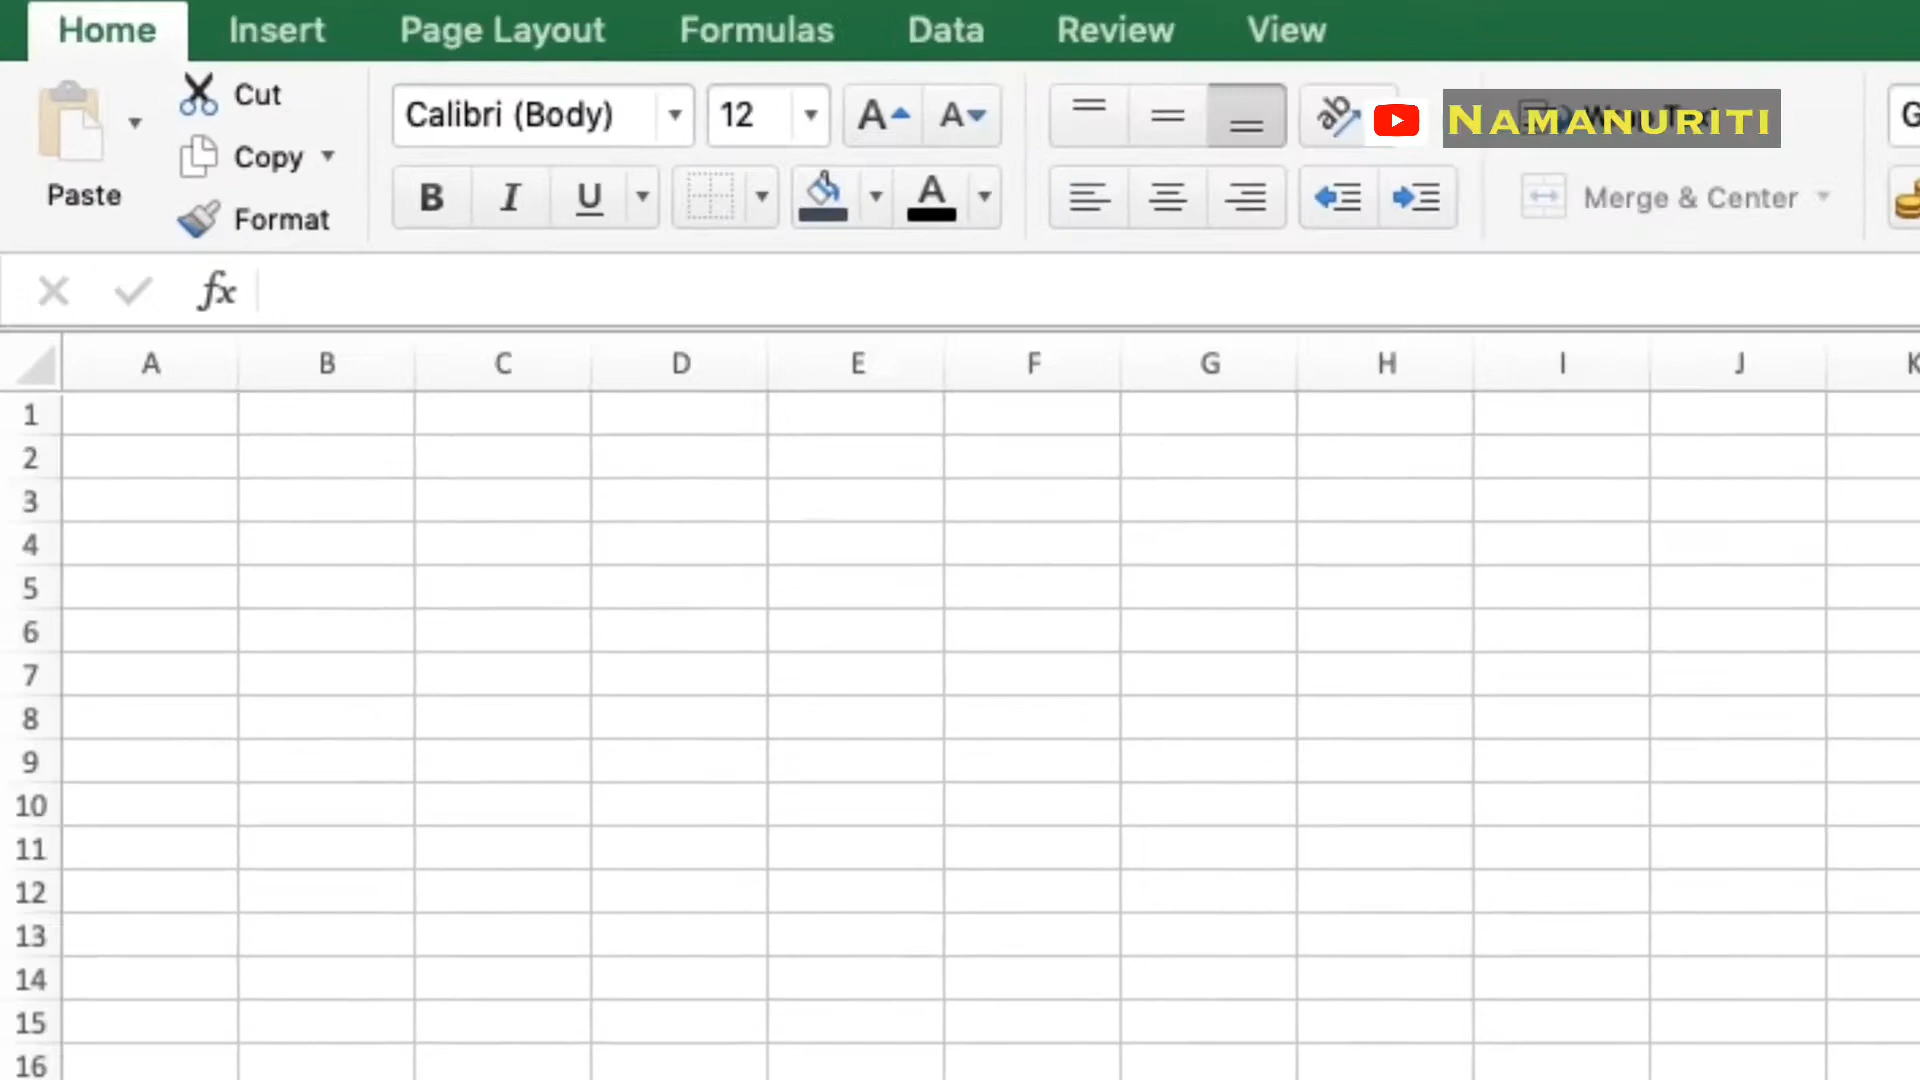 Home Insert Page Layout Formulas Data Review View
Cut
Calibri (Body) 12 A A ab
NAMANURITI
Copy
Paste
B I U A Merge & Center
Format
fx
A B C D E F G H I J K
1
2
3
4
5
6
7
8
9
10
11
12
13
14
15
16